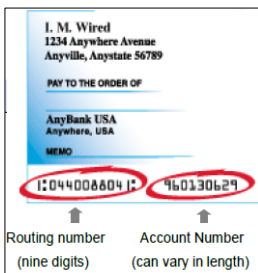 I. M. Wired
1234 Anywhere Avenue
Anyville, Anystate 56789
PAY TO THE ORDER OF
AnyBank USA
Anywhere, USA
MEMO
⑆044008804⑆ 960130629
Routing number Account Number
(nine digits) (can vary in length)